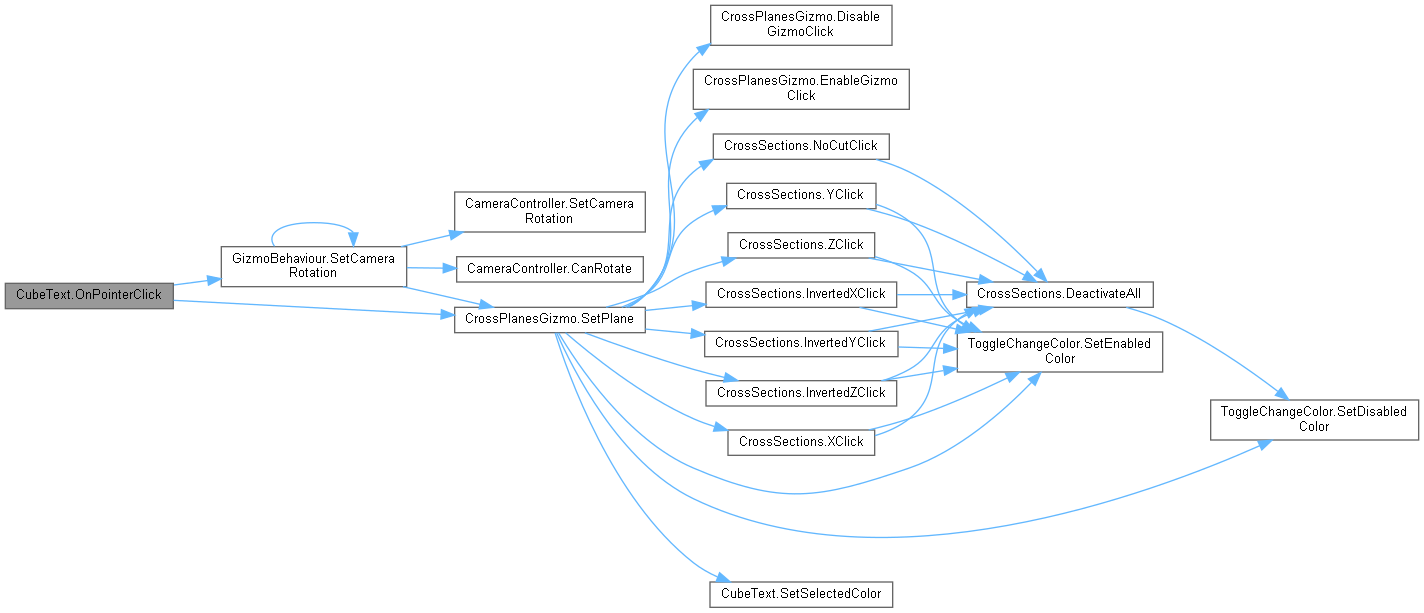 CubeText.OnPointerClick
GizmoBehaviour.SetCamera
Rotation
CameraController.SetCamera
Rotation
CameraController.CanRotate
CrossPlanesGizmo.SetPlane
CrossPlanesGizmo.Disable
GizmoClick
CrossPlanesGizmo.EnableGizmo
Click
CrossSections.NoCutClick
CrossSections.YClick
CrossSections.ZClick
CrossSections.InvertedXClick
CrossSections.InvertedYClick
CrossSections.InvertedZClick
CrossSections.XClick
CubeText.SetSelectedColor
CrossSections.DeactivateAll
ToggleChangeColor.SetEnabled
Color
ToggleChangeColor.SetDisabled
Color